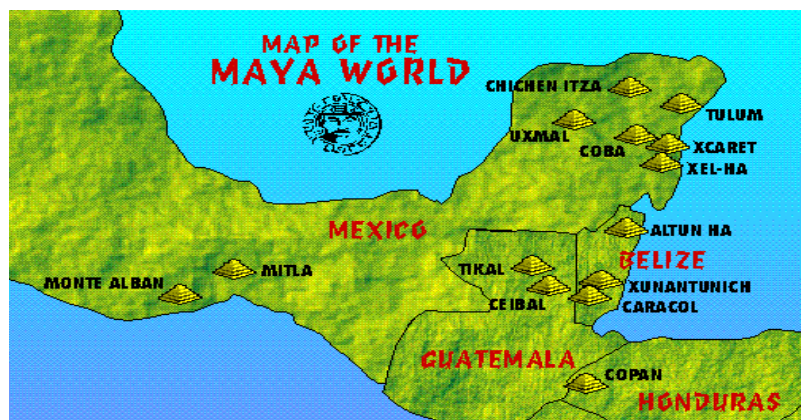 MAP OF THE
MAYA WORLD
CHICHEN ITZA
TULUM
UXMAL
COBA
XCARET
XEL-HA
MEXICO
ALTUN HA
BELIZE
MONTE ALBAN
MITLA
TIKAL
XUNANTUNICH
CEIBAL
CARACOL
GUATEMALA
COPAN
HONDURAS